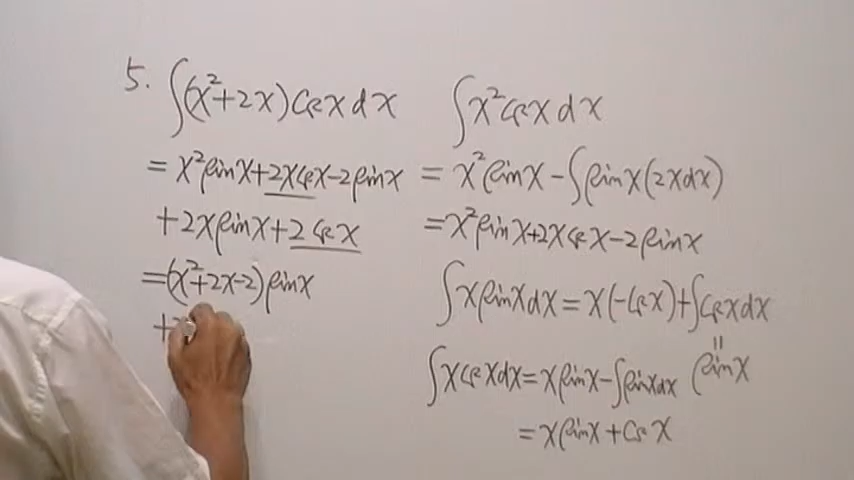 5. ∫(x²+2x)cosx dx
= x²sinx+2xcosx-2sinx
+2xsinx+2cosx
=(x²+2x-2)sinx
+2
∫x²cosx dx
= x²sinx-∫sinx(2xdx)
=x²sinx+2xcosx-2sinx
∫xsinxdx=x(-cosx)+∫cosxdx
||
sinx
∫xcosxdx=xsinx-∫sinxdx
=xsinx+cosx